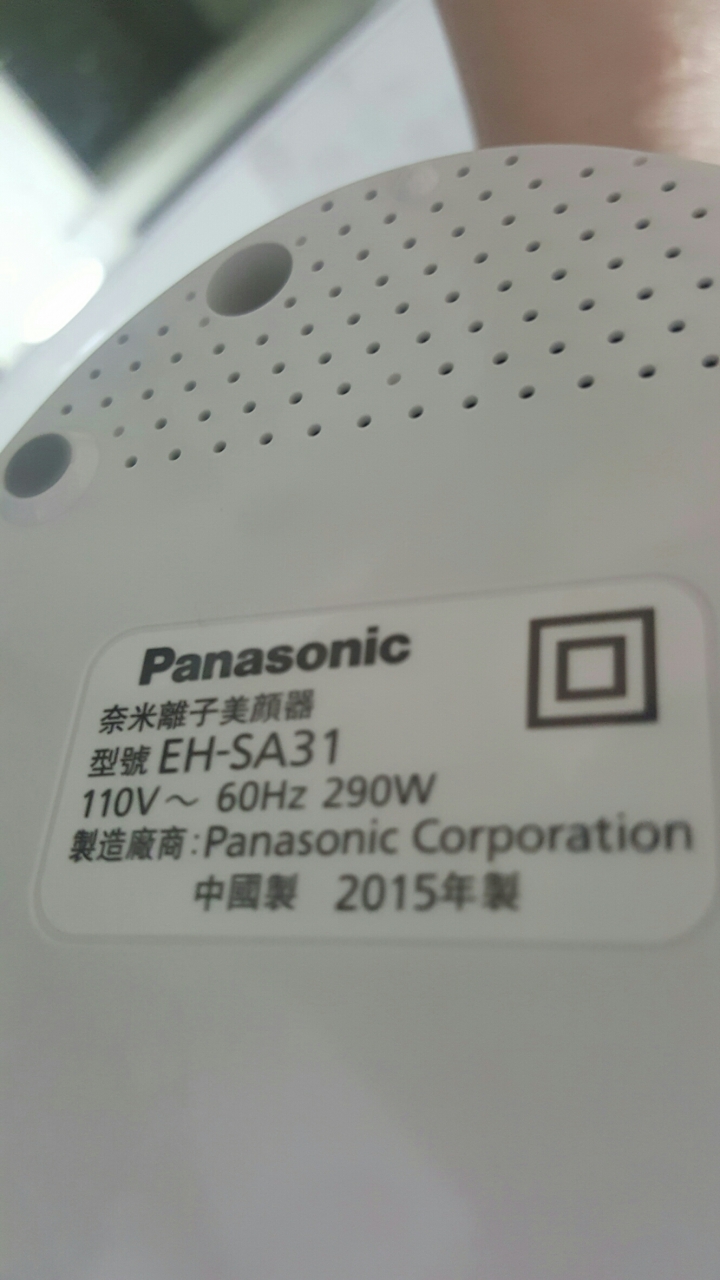 Panasonic
奈米離子美顔器
型號 EH-SA31
110V～ 60Hz 290W
製造廠商:Panasonic Corporation
中國製 2015年製